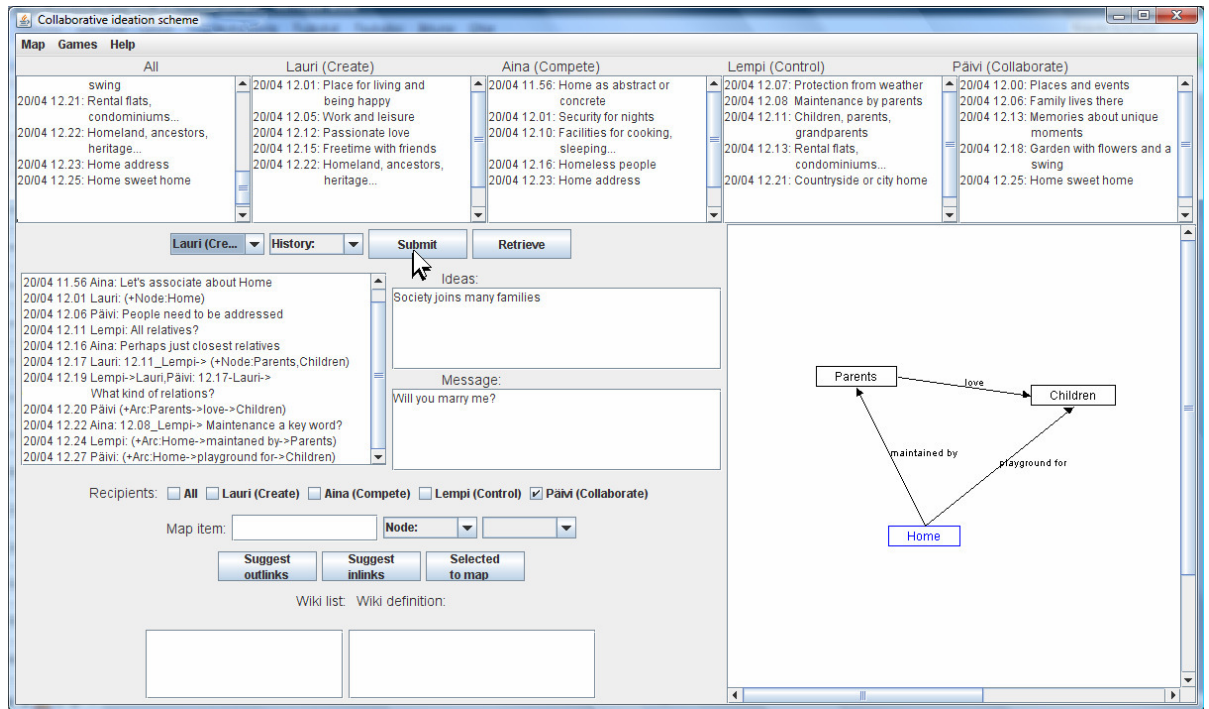 Collaborative ideation scheme
Map Games Help
All
Lauri (Create)
Aina (Compete)
Lempi (Control)
Päivi (Collaborate)
swing
20/04 12.21: Rental flats,
condominiums...
20/04 12.22: Homeland, ancestors,
heritage...
20/04 12.23: Home address
20/04 12.25: Home sweet home
20/04 12.01: Place for living and
being happy
20/04 12.05: Work and leisure
20/04 12.12: Passionate love
20/04 12.15: Freetime with friends
20/04 12.22: Homeland, ancestors,
heritage...
20/04 11.56: Home as abstract or
concrete
20/04 12.01: Security for nights
20/04 12.10: Facilities for cooking,
sleeping...
20/04 12.16: Homeless people
20/04 12.23: Home address
20/04 12.07: Protection from weather
20/04 12.08 Maintenance by parents
20/04 12.11: Children, parents,
grandparents
20/04 12.13: Rental flats,
condominiums...
20/04 12.21: Countryside or city home
20/04 12.00: Places and events
20/04 12.06: Family lives there
20/04 12.13: Memories about unique
moments
20/04 12.18: Garden with flowers and a
swing
20/04 12.25: Home sweet home
Lauri (Cre... History: Submit Retrieve
20/04 11.56 Aina: Let's associate about Home
20/04 12.01 Lauri: (+Node:Home)
20/04 12.06 Päivi: People need to be addressed
20/04 12.11 Lempi: All relatives?
20/04 12.16 Aina: Perhaps just closest relatives
20/04 12.17 Lauri: 12.11_Lempi-> (+Node:Parents,Children)
20/04 12.19 Lempi->Lauri,Päivi: 12.17-Lauri->
What kind of relations?
20/04 12.20 Päivi (+Arc:Parents->love->Children)
20/04 12.22 Aina: 12.08_Lempi-> Maintenance a key word?
20/04 12.24 Lempi: (+Arc:Home->maintaned by->Parents)
20/04 12.27 Päivi: (+Arc:Home->playground for->Children)
Ideas:
Society joins many families
Message:
Will you marry me?
Recipients: All Lauri (Create) Aina (Compete) Lempi (Control) Päivi (Collaborate)
Map item: Node:
Suggest
outlinks
Suggest
inlinks
Selected
to map
Wiki list: Wiki definition:
Parents
love
Children
maintained by
playground for
Home